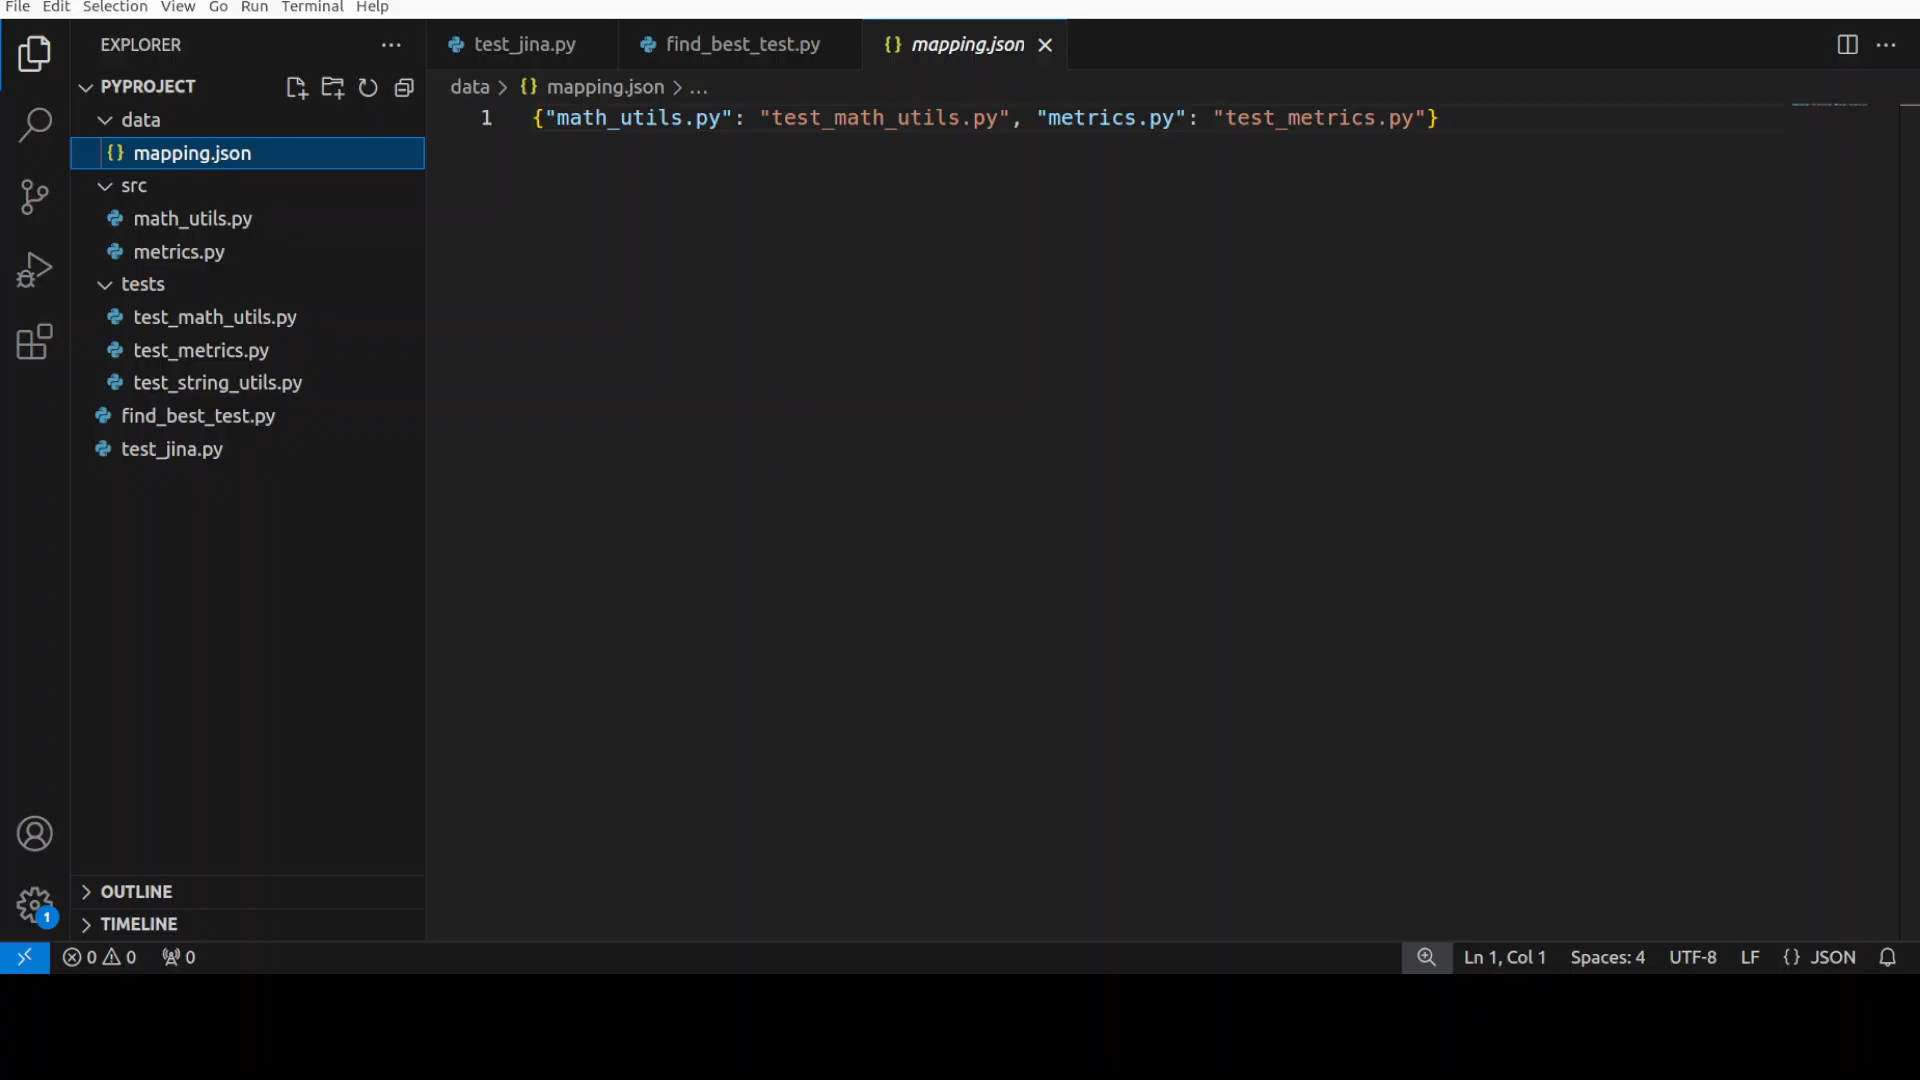 File Edit Selection View Go Run Terminal Help
EXPLORER
PYPROJECT
data
mapping.json
src
math_utils.py
metrics.py
tests
test_math_utils.py
test_metrics.py
test_string_utils.py
find_best_test.py
test_jina.py
OUTLINE
TIMELINE
test_jina.py find_best_test.py {} mapping.json
data > {} mapping.json > ...
1 {"math_utils.py": "test_math_utils.py", "metrics.py": "test_metrics.py"}
1
0 0 0 Ln 1, Col 1 Spaces: 4 UTF-8 LF {} JSON